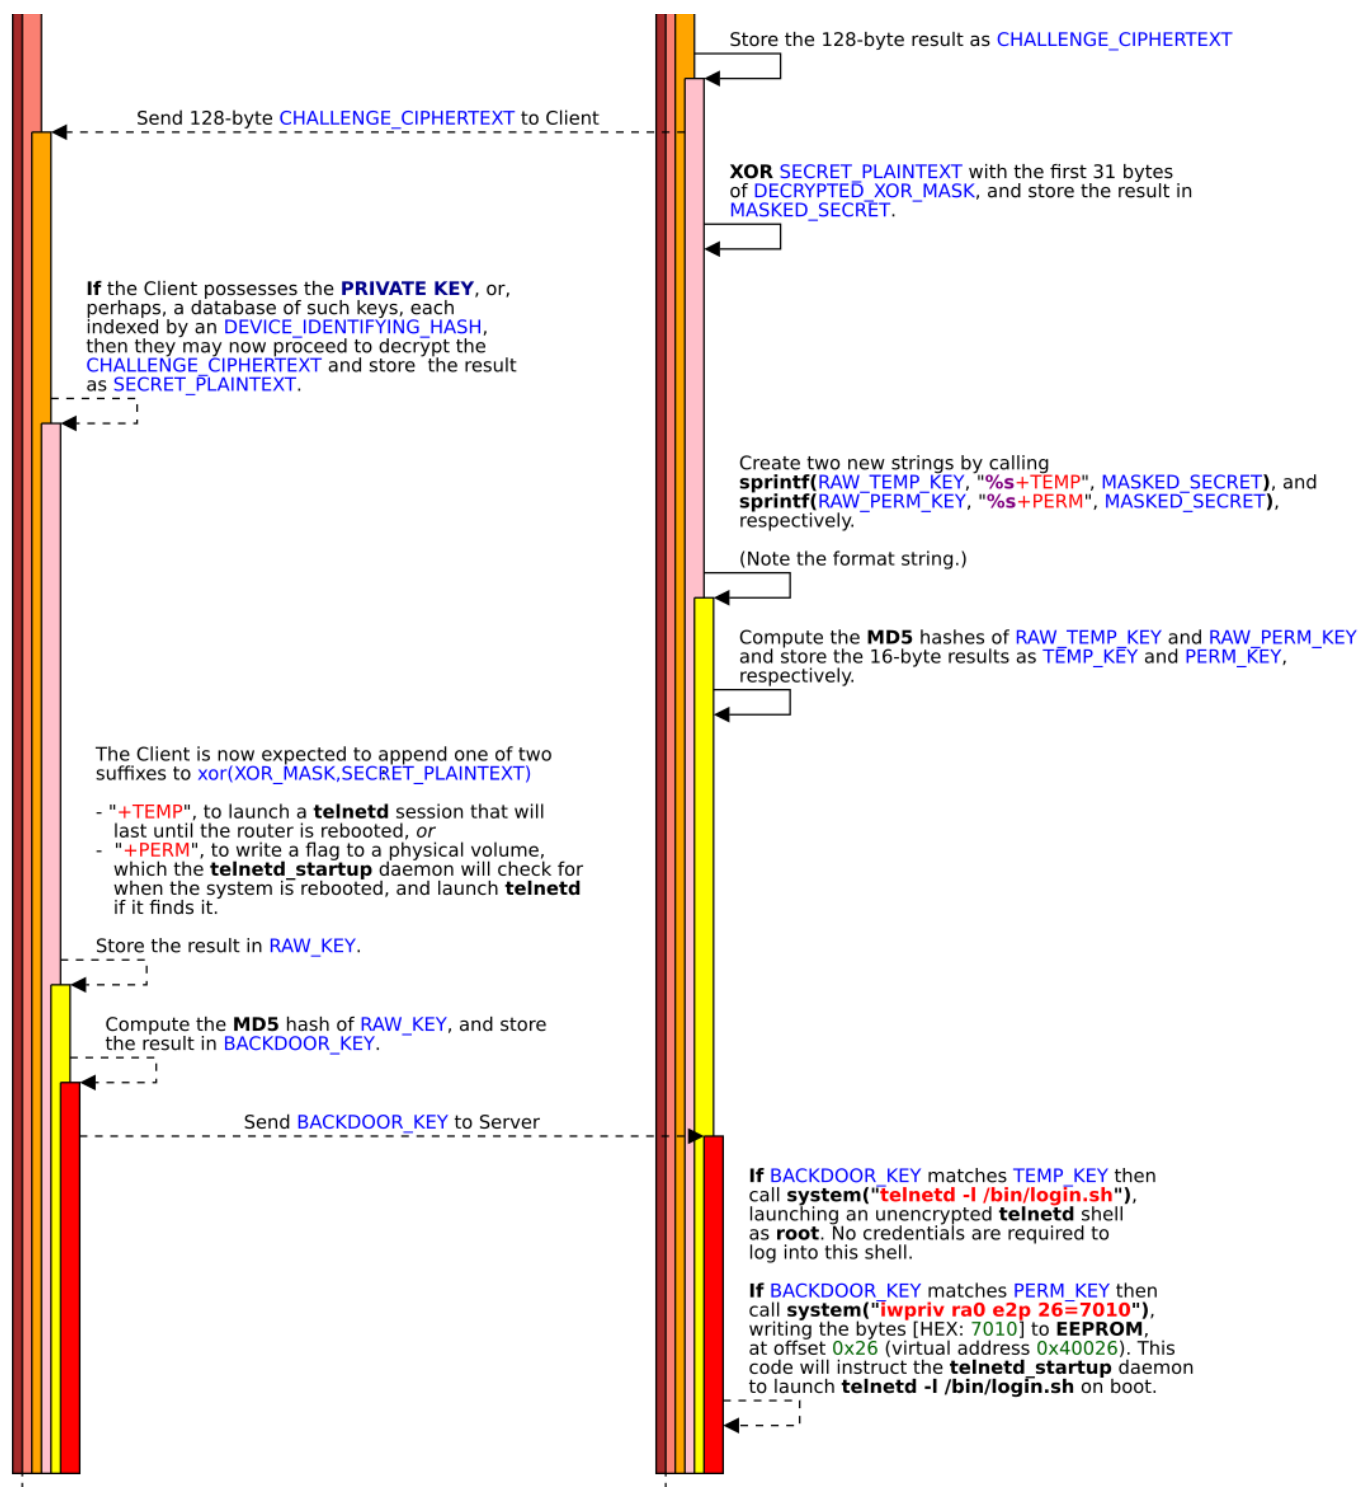 Store the 128-byte result as CHALLENGE_CIPHERTEXT
Send 128-byte CHALLENGE_CIPHERTEXT to Client
XOR SECRET_PLAINTEXT with the first 31 bytes
of DECRYPTED_XOR_MASK, and store the result in
MASKED_SECRET.
If the Client possesses the PRIVATE KEY, or,
perhaps, a database of such keys, each
indexed by an DEVICE_IDENTIFYING_HASH,
then they may now proceed to decrypt the
CHALLENGE_CIPHERTEXT and store  the result
as SECRET_PLAINTEXT.
Create two new strings by calling
sprintf(RAW_TEMP_KEY, "%s+TEMP", MASKED_SECRET), and
sprintf(RAW_PERM_KEY, "%s+PERM", MASKED_SECRET),
respectively.
(Note the format string.)
Compute the MD5 hashes of RAW_TEMP_KEY and RAW_PERM_KEY
and store the 16-byte results as TEMP_KEY and PERM_KEY,
respectively.
The Client is now expected to append one of two
suffixes to xor(XOR_MASK,SECRET_PLAINTEXT)
- "+TEMP", to launch a telnetd session that will
last until the router is rebooted, or
- "+PERM", to write a flag to a physical volume,
which the telnetd_startup daemon will check for
when the system is rebooted, and launch telnetd
if it finds it.
Store the result in RAW_KEY.
Compute the MD5 hash of RAW_KEY, and store
the result in BACKDOOR_KEY.
Send BACKDOOR_KEY to Server
If BACKDOOR_KEY matches TEMP_KEY then
call system("telnetd -l /bin/login.sh"),
launching an unencrypted telnetd shell
as root. No credentials are required to
log into this shell.
If BACKDOOR_KEY matches PERM_KEY then
call system("iwpriv ra0 e2p 26=7010"),
writing the bytes [HEX: 7010] to EEPROM,
at offset 0x26 (virtual address 0x40026). This
code will instruct the telnetd_startup daemon
to launch telnetd -l /bin/login.sh on boot.